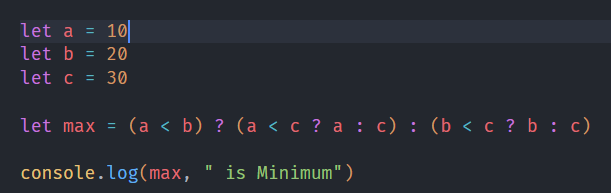 let a = 10
let b = 20
let c = 30
let max = (a < b) ? (a < c ? a : c) : (b < c ? b : c)
console.log(max, " is Minimum")